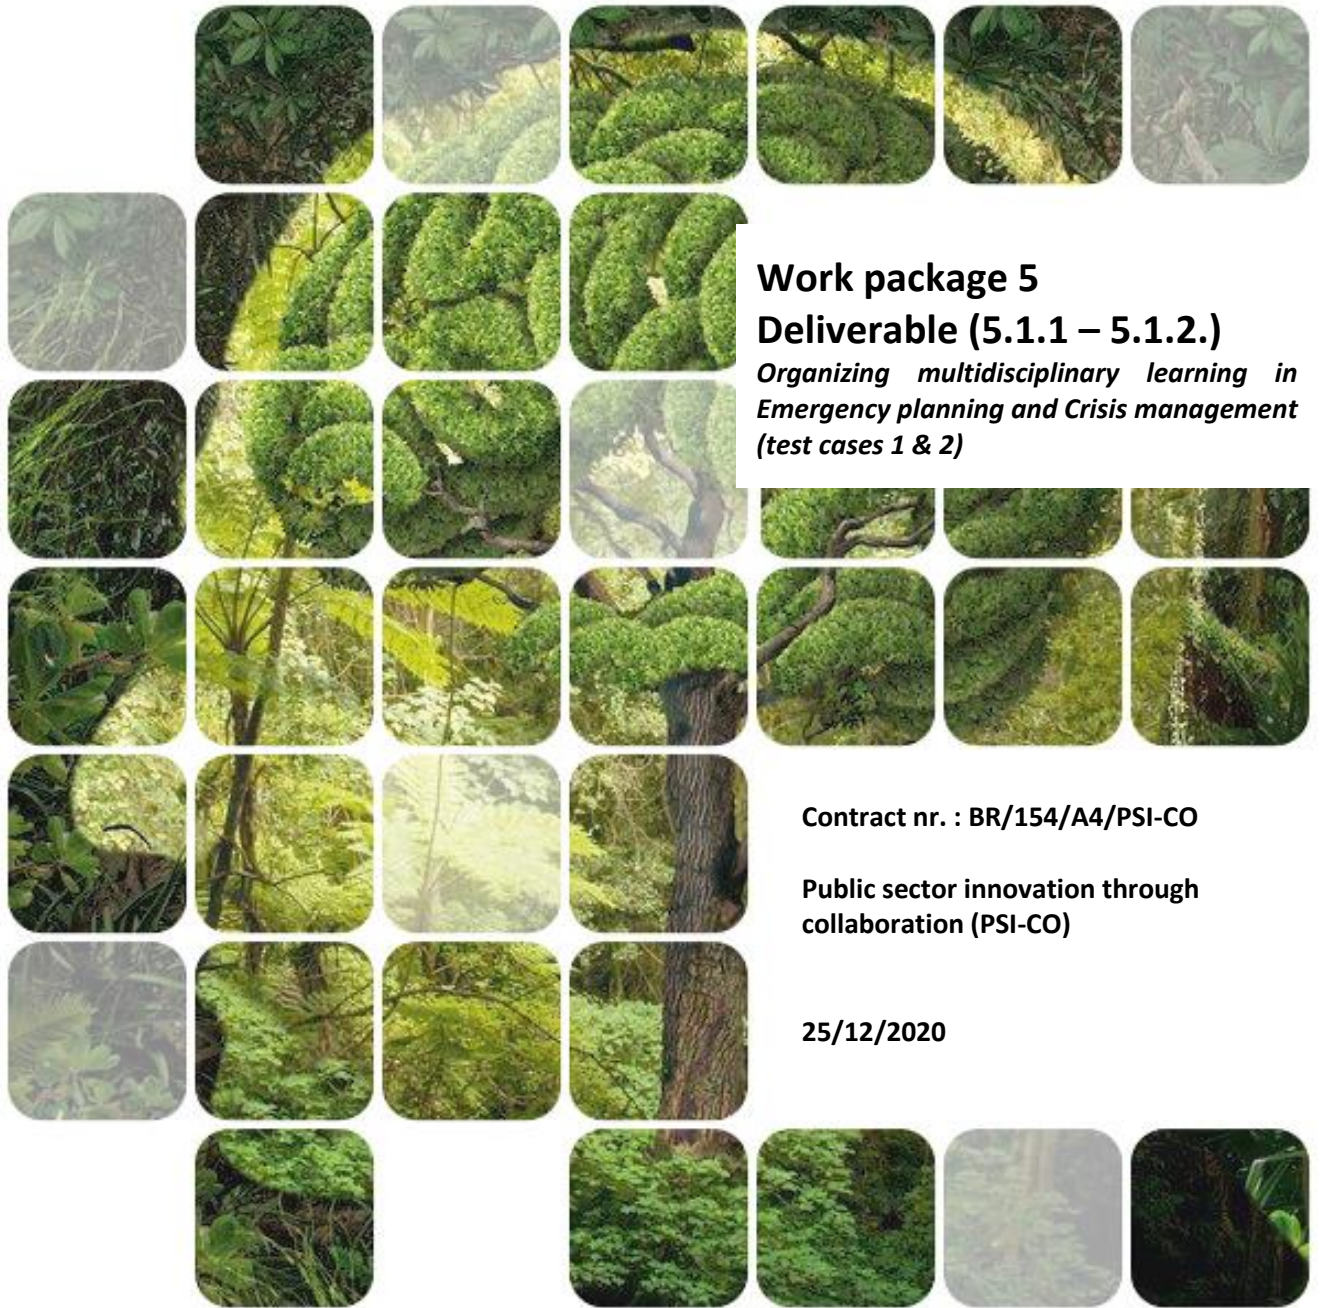 Work package 5
Deliverable (5.1.1 – 5.1.2.)
Organizing multidisciplinary learning in
Emergency planning and Crisis management
(test cases 1 & 2)
Contract nr. : BR/154/A4/PSI-CO
Public sector innovation through
collaboration (PSI-CO)
25/12/2020